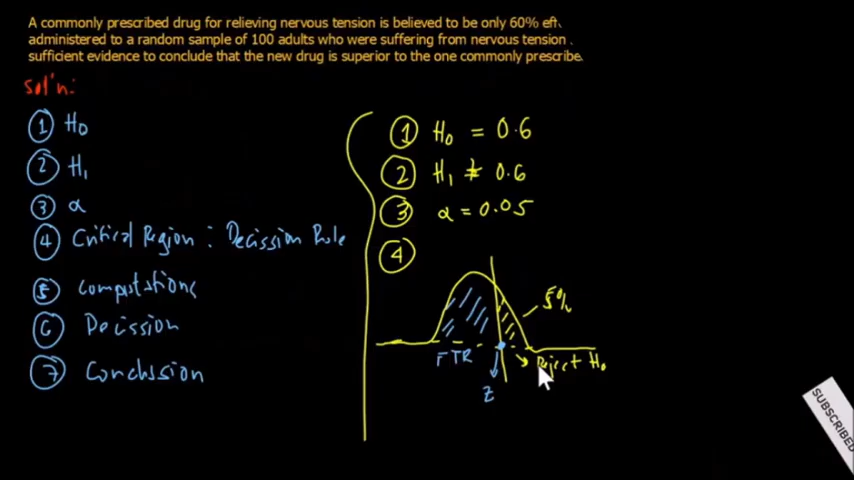 A commonly prescribed drug for relieving nervous tension is believed to be only 60%
administered to a random sample of 100 adults who were suffering from nervous tension .
sufficient evidence to conclude that the new drug is superior to the one commonly prescribe.
sol'n:
1 H0
2 H1
3 α
4 Critical Region : Decission Rule
5 Computations
6 Decission
7 Conclusion
1 H0 = 0.6
2 H1 ≠ 0.6
3 α = 0.05
4
5%
FTR
Reject H0
Z
SUBSCRIBED